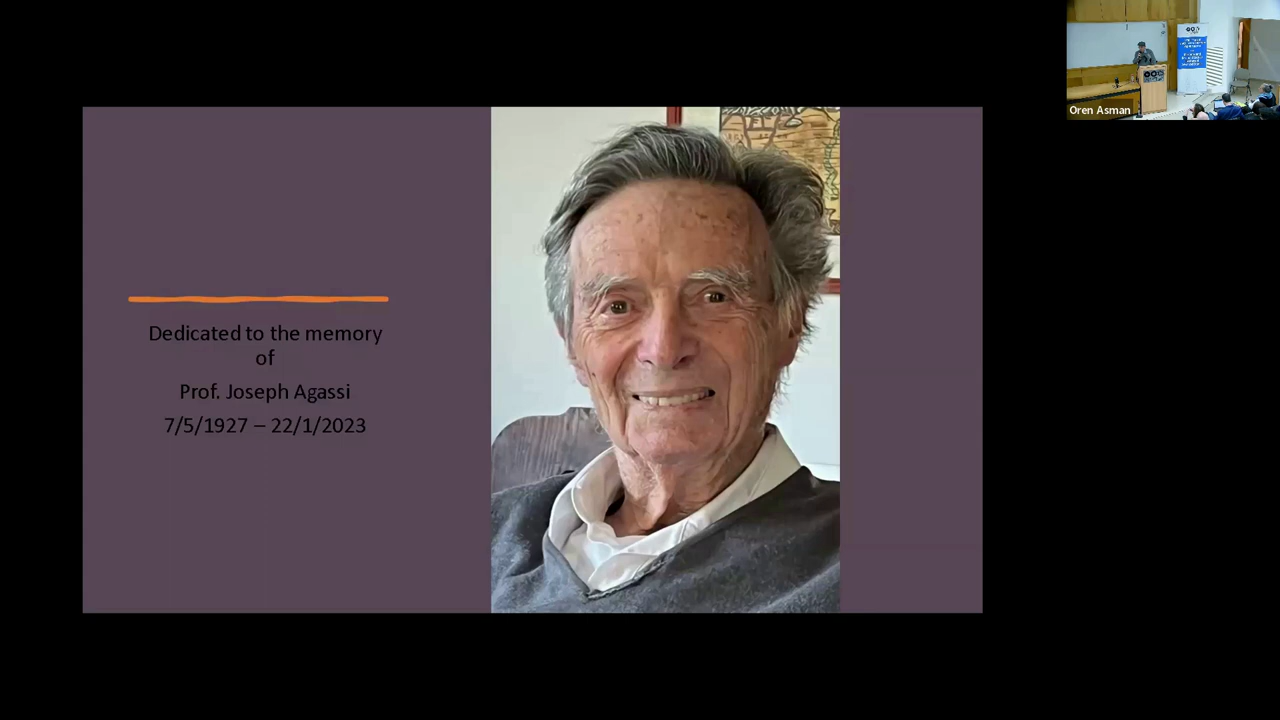 Dedicated to the memory
of
Prof. Joseph Agassi
7/5/1927 – 22/1/2023
Oren Asman